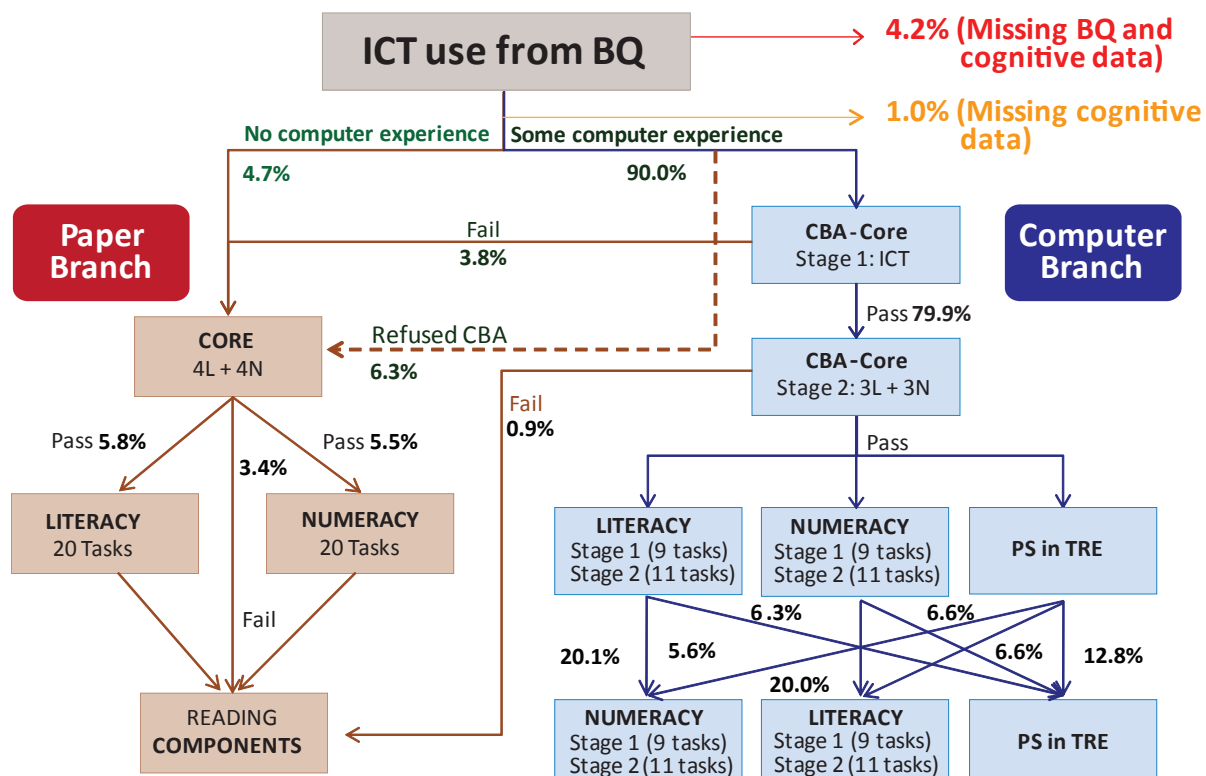 ICT use from BQ
4.2% (Missing BQ and
cognitive data)
1.0% (Missing cognitive
data)
No computer experience
Some computer experience
4.7%
90.0%
Paper
Branch
Computer
Branch
CBA-Core
Stage 1: ICT
Fail
3.8%
Pass 79.9%
CORE
4L + 4N
Refused CBA
6.3%
CBA-Core
Stage 2: 3L + 3N
Fail
0.9%
Pass 5.8%
3.4%
Pass 5.5%
Pass
LITERACY
20 Tasks
NUMERACY
20 Tasks
LITERACY
Stage 1 (9 tasks)
Stage 2 (11 tasks)
NUMERACY
Stage 1 (9 tasks)
Stage 2 (11 tasks)
PS in TRE
Fail
6.3%
6.6%
20.1%
5.6%
6.6%
12.8%
20.0%
READING
COMPONENTS
NUMERACY
Stage 1 (9 tasks)
Stage 2 (11 tasks)
LITERACY
Stage 1 (9 tasks)
Stage 2 (11 tasks)
PS in TRE